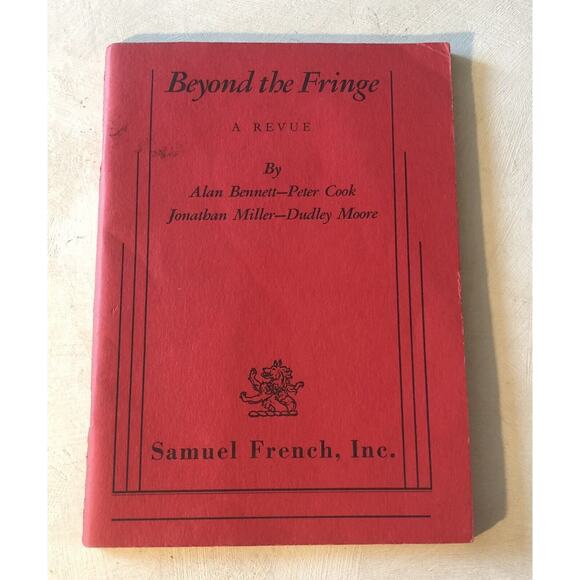 Beyond the Fringe
A REVUE
By
Alan Bennett—Peter Cook
Jonathan Miller—Dudley Moore
Samuel French, Inc.